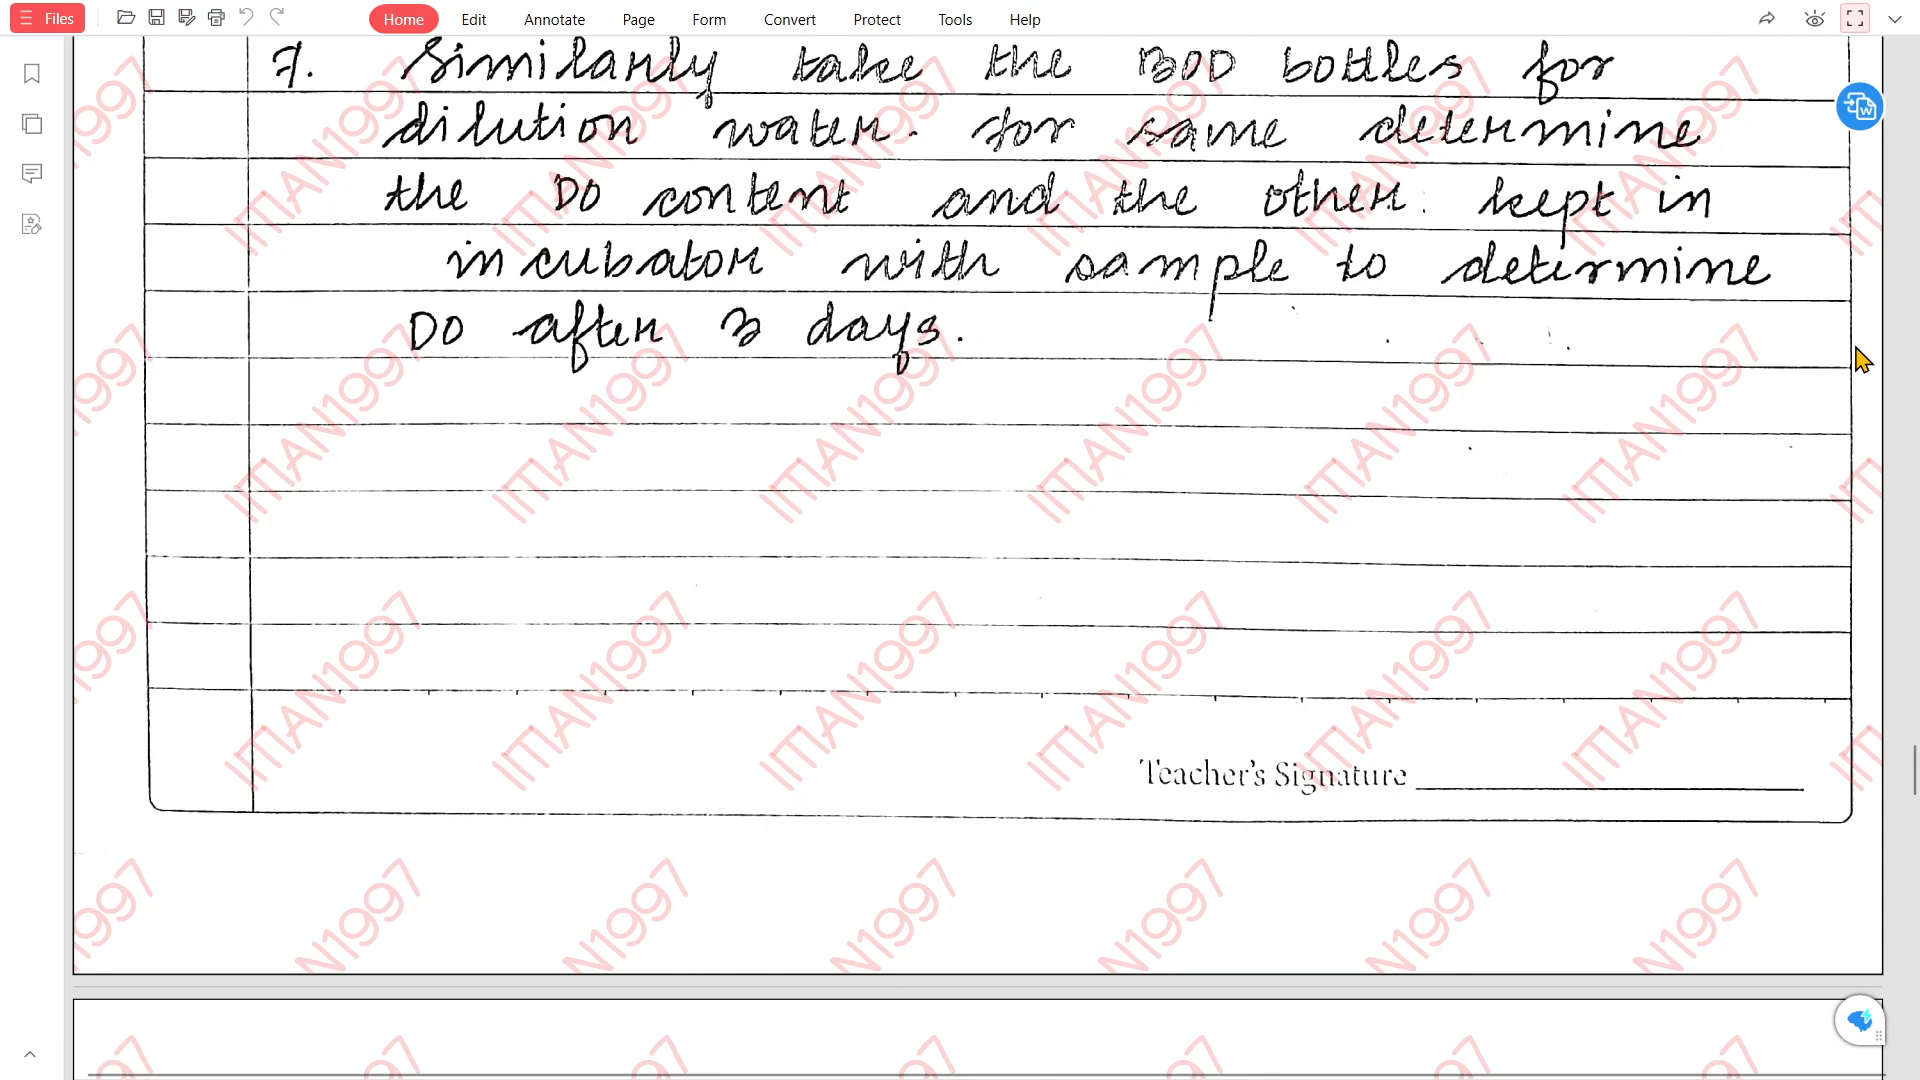 Files
Home Edit Annotate Page Form Convert Protect Tools Help
7. Similarly take the BOD bottles for
dilution water. for same determine
the DO content and the other kept in
incubator with sample to determine
DO after 3 days.
Teacher's Signature
IMAN1997